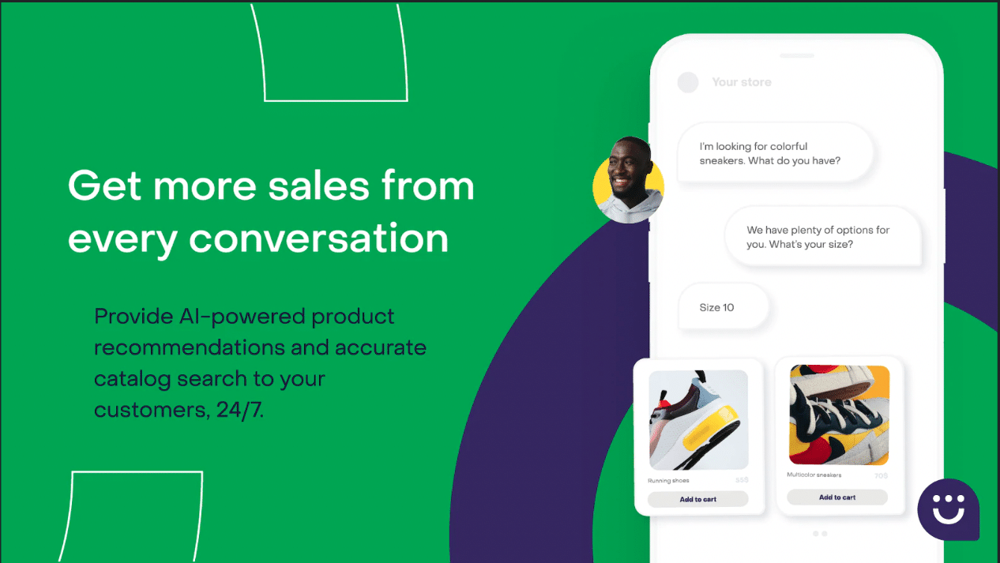 Get more sales from
every conversation
Provide AI-powered product
recommendations and accurate
catalog search to your
customers, 24/7.
Your store
I'm looking for colorful
sneakers. What do you have?
We have plenty of options for
you. What's your size?
Size 10
Running shoes
55$
Add to cart
Multicolor sneakers
70$
Add to cart